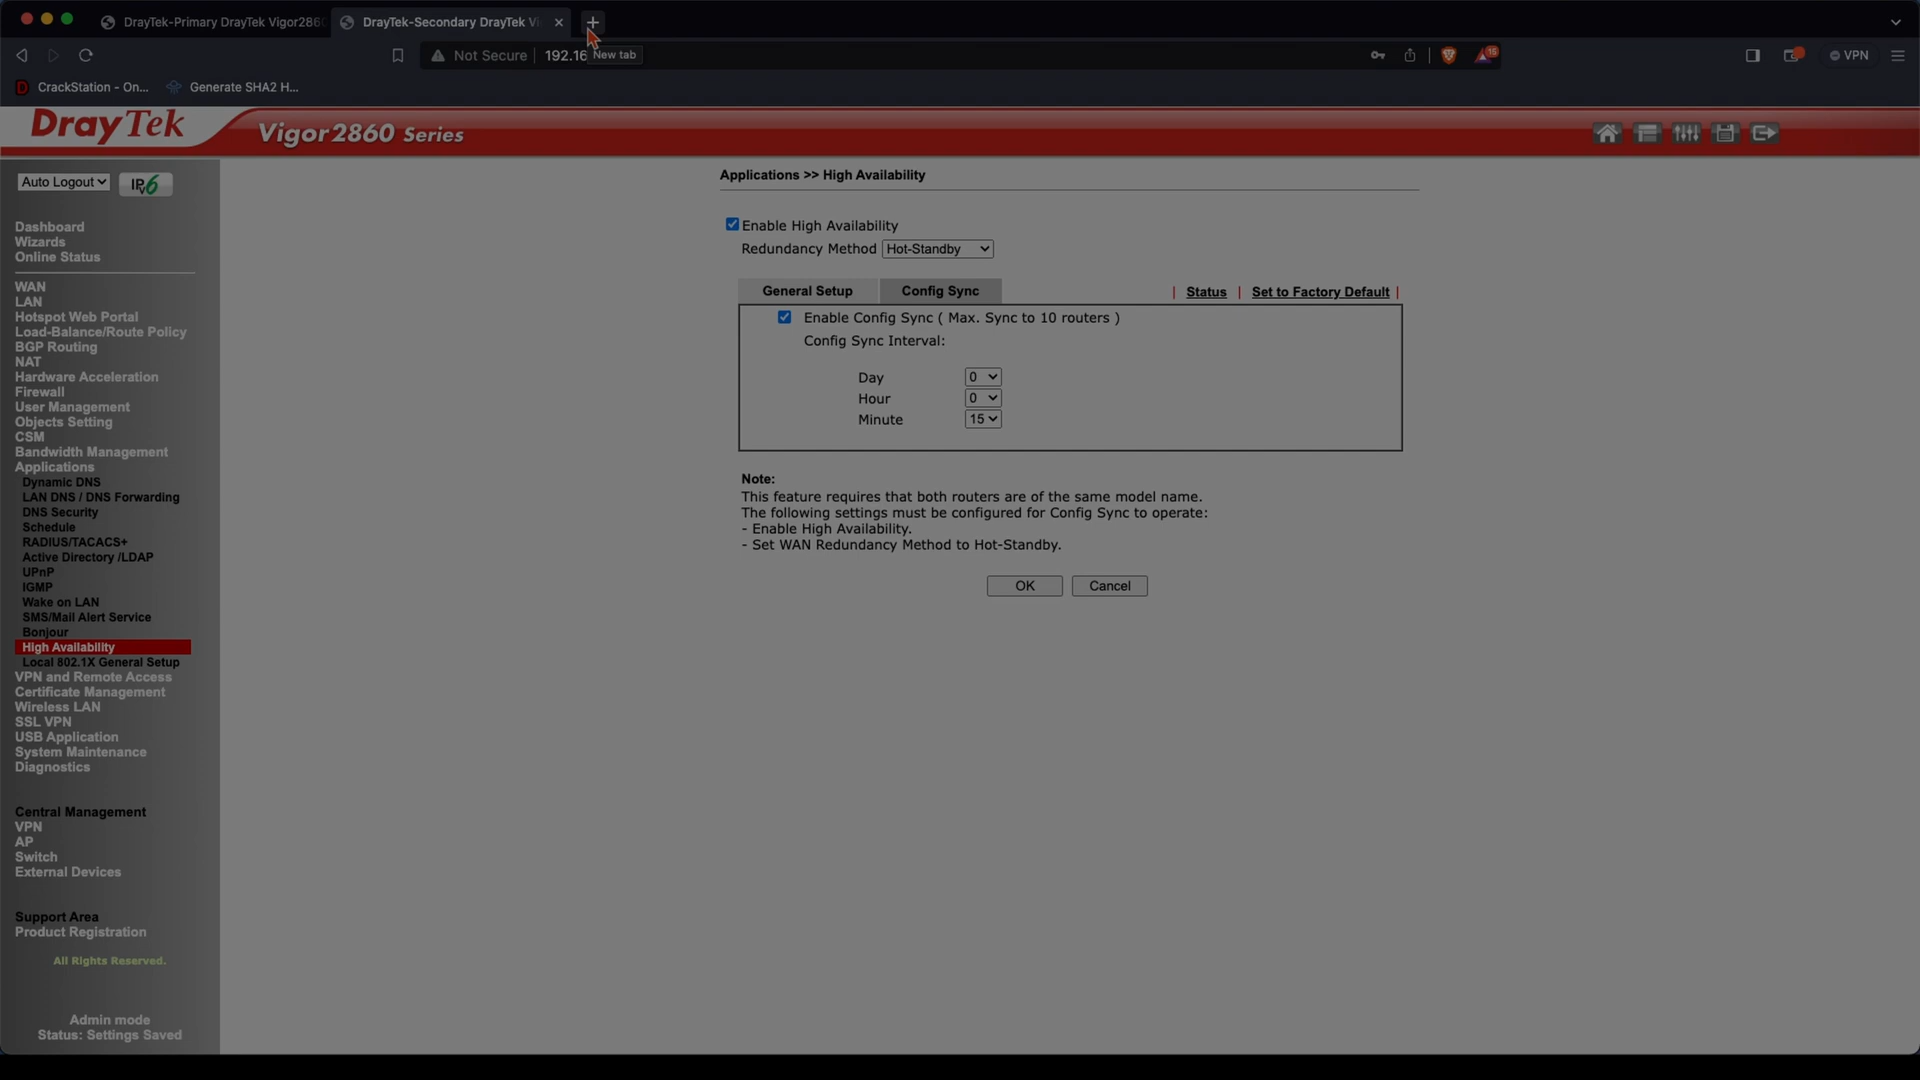 DrayTek-Primary DrayTek Vigor286
DrayTek-Secondary DrayTek Vi
Not Secure
192.16
New tab
15
VPN
CrackStation - On...
Generate SHA2 H...
DrayTek
Vigor2860 Series
Auto Logout
IPv6
Dashboard
Wizards
Online Status
WAN
LAN
Hotspot Web Portal
Load-Balance/Route Policy
BGP Routing
NAT
Hardware Acceleration
Firewall
User Management
Objects Setting
CSM
Bandwidth Management
Applications
Dynamic DNS
LAN DNS / DNS Forwarding
DNS Security
Schedule
RADIUS/TACACS+
Active Directory /LDAP
UPnP
IGMP
Wake on LAN
SMS/Mail Alert Service
Bonjour
High Availability
Local 802.1X General Setup
VPN and Remote Access
Certificate Management
Wireless LAN
SSL VPN
USB Application
System Maintenance
Diagnostics
Central Management
VPN
AP
Switch
External Devices
Support Area
Product Registration
All Rights Reserved.
Admin mode
Status: Settings Saved
Applications >> High Availability
Enable High Availability
Redundancy Method Hot-Standby
General Setup
Config Sync
| Status | Set to Factory Default |
Enable Config Sync ( Max. Sync to 10 routers )
Config Sync Interval:
Day 0
Hour 0
Minute 15
Note:
This feature requires that both routers are of the same model name.
The following settings must be configured for Config Sync to operate:
- Enable High Availability.
- Set WAN Redundancy Method to Hot-Standby.
OK
Cancel